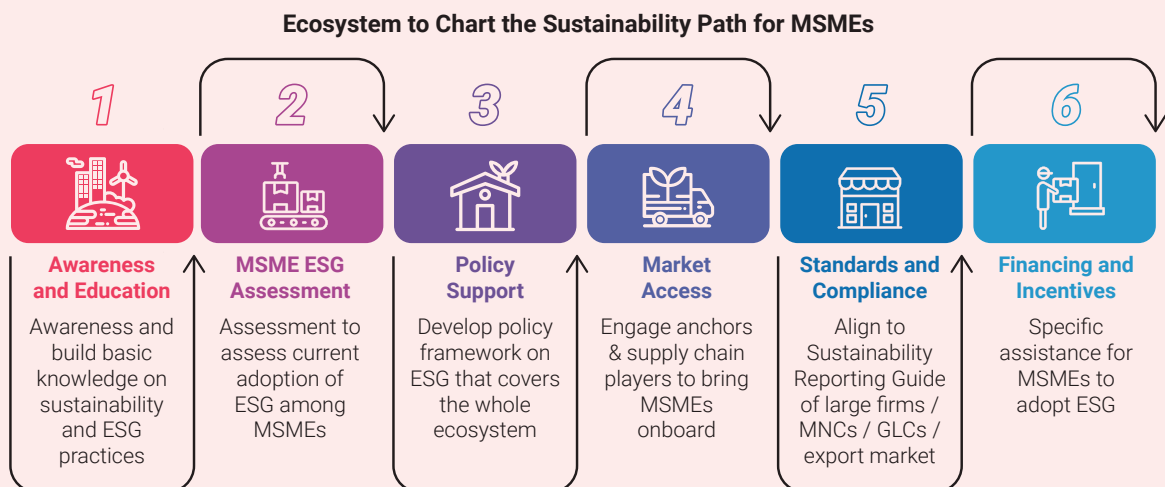 Ecosystem to Chart the Sustainability Path for MSMEs
1
Awareness
and Education
Awareness and
build basic
knowledge on
sustainability
and ESG
practices
2
MSME ESG
Assessment
Assessment to
assess current
adoption of
ESG among
MSMEs
3
Policy
Support
Develop policy
framework on
ESG that covers
the whole
ecosystem
4
Market
Access
Engage anchors
& supply chain
players to bring
MSMEs
onboard
5
Standards and
Compliance
Align to
Sustainability
Reporting Guide
of large firms /
MNCs / GLCs /
export market
6
Financing and
Incentives
Specific
assistance for
MSMEs to
adopt ESG